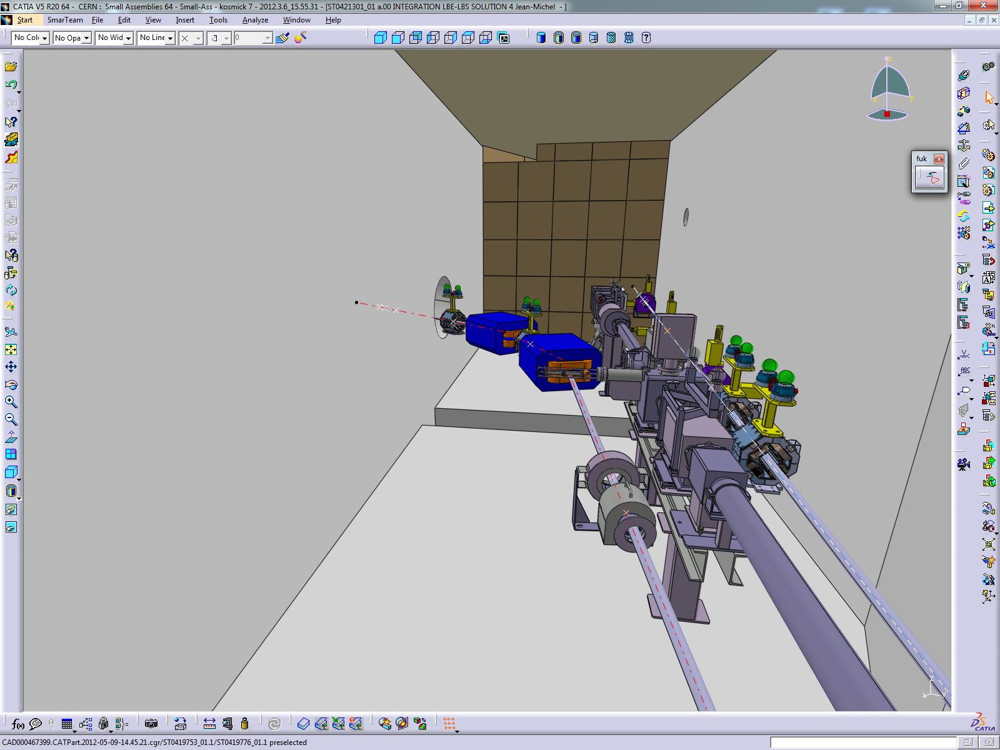 CATIA V5 R20 64 - CERN : Small Assemblies 64 - Small-Ass - kosmick 7 - 2012.3.6_15.55.31 - [ST0421301_01 a.00 INTEGRATION LBE-LBS SOLUTION 4 Jean-Michel - ]
Start SmarTeam File Edit View Insert Tools Analyze Window Help
No Col No Opa No Wid No Line 0
z
x y
fuk
ABC
z
x y
f(x)
DS CATIA
CAD000467399.CATPart.2012-05-09-14.45.21.cgr/ST0419753_01.1/ST0419776_01.1 preselected